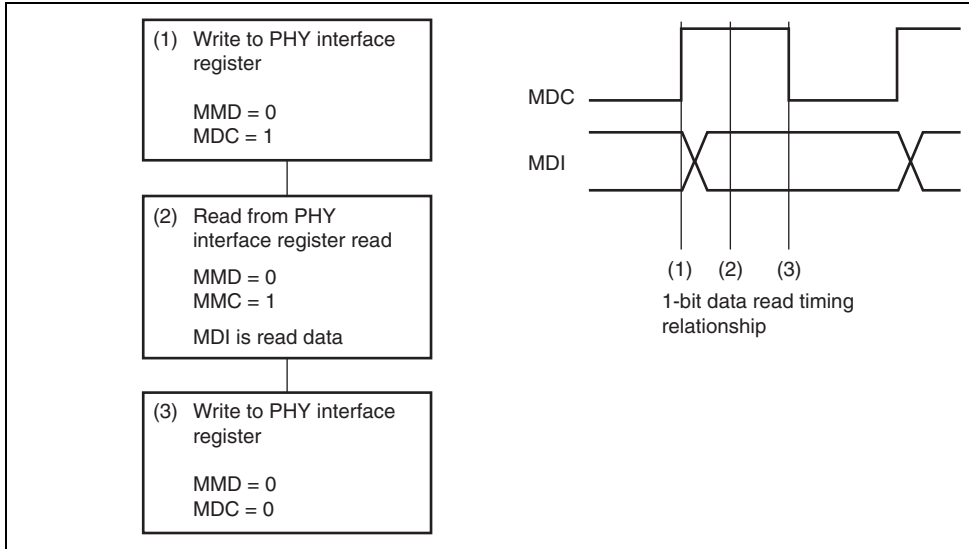 (1) Write to PHY interface
register
MMD = 0
MDC = 1
(2) Read from PHY
interface register read
MMD = 0
MMC = 1
MDI is read data
(3) Write to PHY interface
register
MMD = 0
MDC = 0
MDC
MDI
(1) (2) (3)
1-bit data read timing
relationship